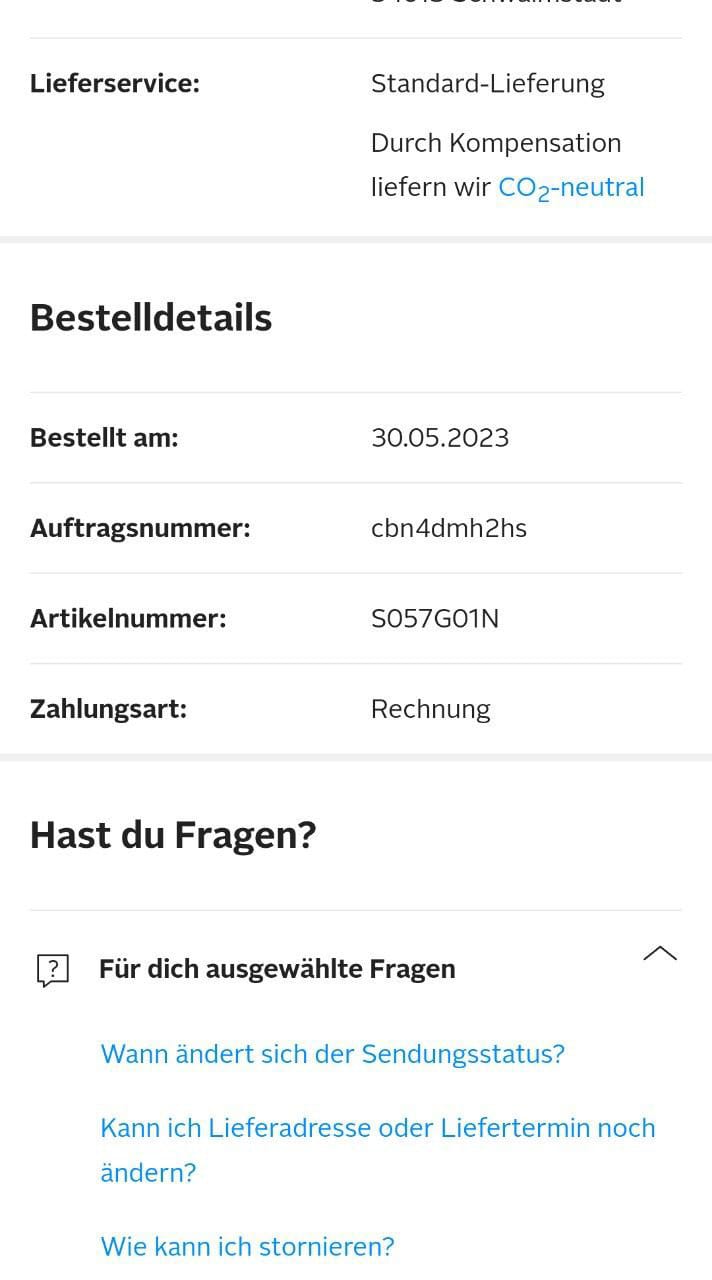 Lieferservice: Standard-Lieferung
Durch Kompensation
liefern wir CO₂-neutral
Bestelldetails
Bestellt am: 30.05.2023
Auftragsnummer: cbn4dmh2hs
Artikelnummer: S057G01N
Zahlungsart: Rechnung
Hast du Fragen?
? Für dich ausgewählte Fragen
Wann ändert sich der Sendungsstatus?
Kann ich Lieferadresse oder Liefertermin noch
ändern?
Wie kann ich stornieren?